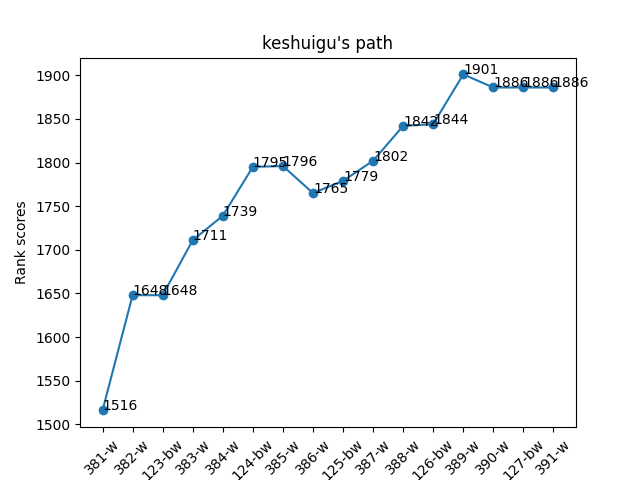 keshuigu's path
Rank scores
1900
1850
1800
1750
1700
1650
1600
1550
1500
1516
1648
1648
1711
1739
1795
1796
1765
1779
1802
1842
1844
1901
1886
1886
1886
381-w
382-w
123-bw
383-w
384-w
124-bw
385-w
386-w
125-bw
387-w
388-w
126-bw
389-w
390-w
127-bw
391-w